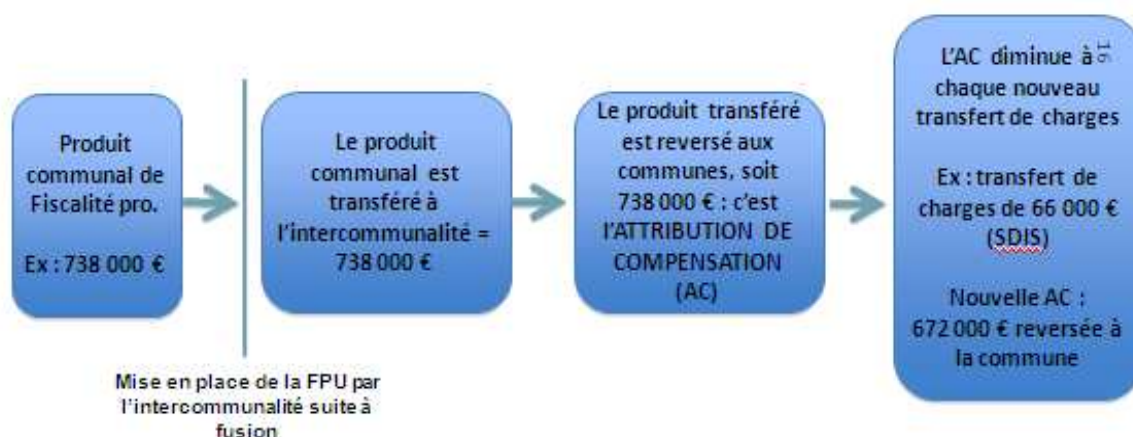 Produit
communal de
Fiscalité pro.
Ex : 738 000 €
Le produit
communal est
transféré à
l'intercommunalité =
738 000 €
Le produit transféré
est reversé aux
communes, soit
738 000 € : c'est
l'ATTRIBUTION DE
COMPENSATION
(AC)
L'AC diminue à
chaque nouveau
transfert de charges
Ex : transfert de
charges de 66 000 €
(SDIS)
Nouvelle AC :
672 000 € reversée à
la commune
16
Mise en place de la FPU par
l'intercommunalité suite à
fusion